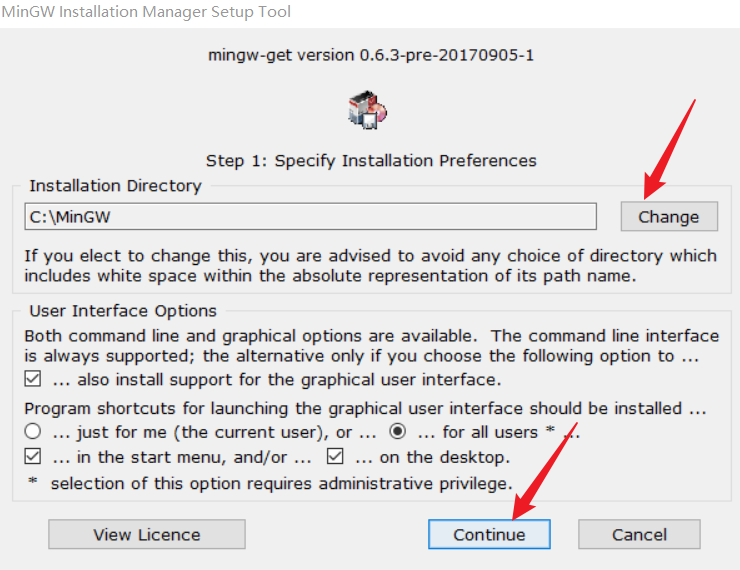 MinGW Installation Manager Setup Tool
mingw-get version 0.6.3-pre-20170905-1
Step 1: Specify Installation Preferences
Installation Directory
C:\MinGW
Change
If you elect to change this, you are advised to avoid any choice of directory which
includes white space within the absolute representation of its path name.
User Interface Options
Both command line and graphical options are available.  The command line interface
is always supported; the alternative only if you choose the following option to ...
... also install support for the graphical user interface.
Program shortcuts for launching the graphical user interface should be installed ...
... just for me (the current user), or ... ... for all users * ...
... in the start menu, and/or ... ... on the desktop.
* selection of this option requires administrative privilege.
View Licence Continue Cancel